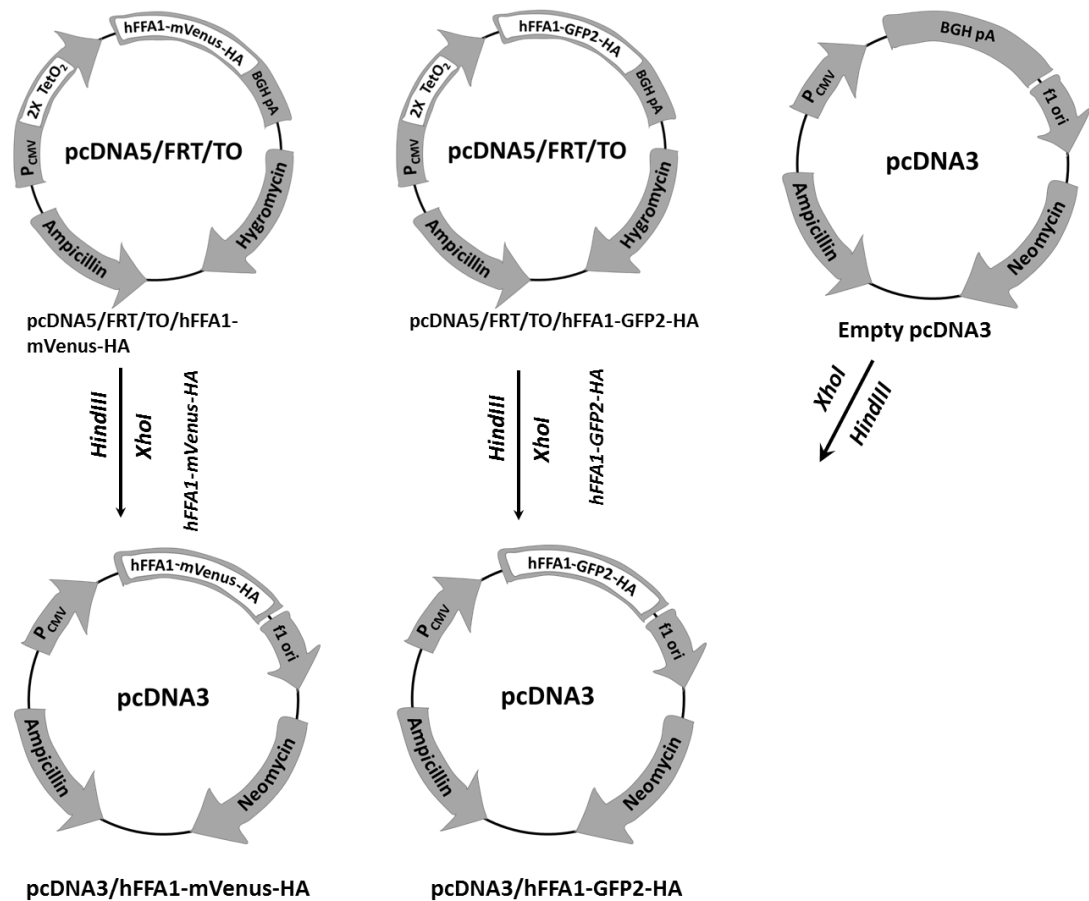 hFFA1-mVenus-HA
2X TetO2
BGH pA
PCMV
pcDNA5/FRT/TO
Hygromycin
Ampicillin
pcDNA5/FRT/TO/hFFA1-
mVenus-HA
hFFA1-GFP2-HA
2X TetO2
BGH pA
PCMV
pcDNA5/FRT/TO
Hygromycin
Ampicillin
pcDNA5/FRT/TO/hFFA1-GFP2-HA
BGH pA
PCMV
f1 ori
pcDNA3
Ampicillin
Neomycin
Empty pcDNA3
HindIII
XhoI
hFFA1-mVenus-HA
HindIII
XhoI
hFFA1-GFP2-HA
XhoI
HindIII
hFFA1-mVenus-HA
PCMV
f1 ori
pcDNA3
Ampicillin
Neomycin
pcDNA3/hFFA1-mVenus-HA
hFFA1-GFP2-HA
PCMV
f1 ori
pcDNA3
Ampicillin
Neomycin
pcDNA3/hFFA1-GFP2-HA